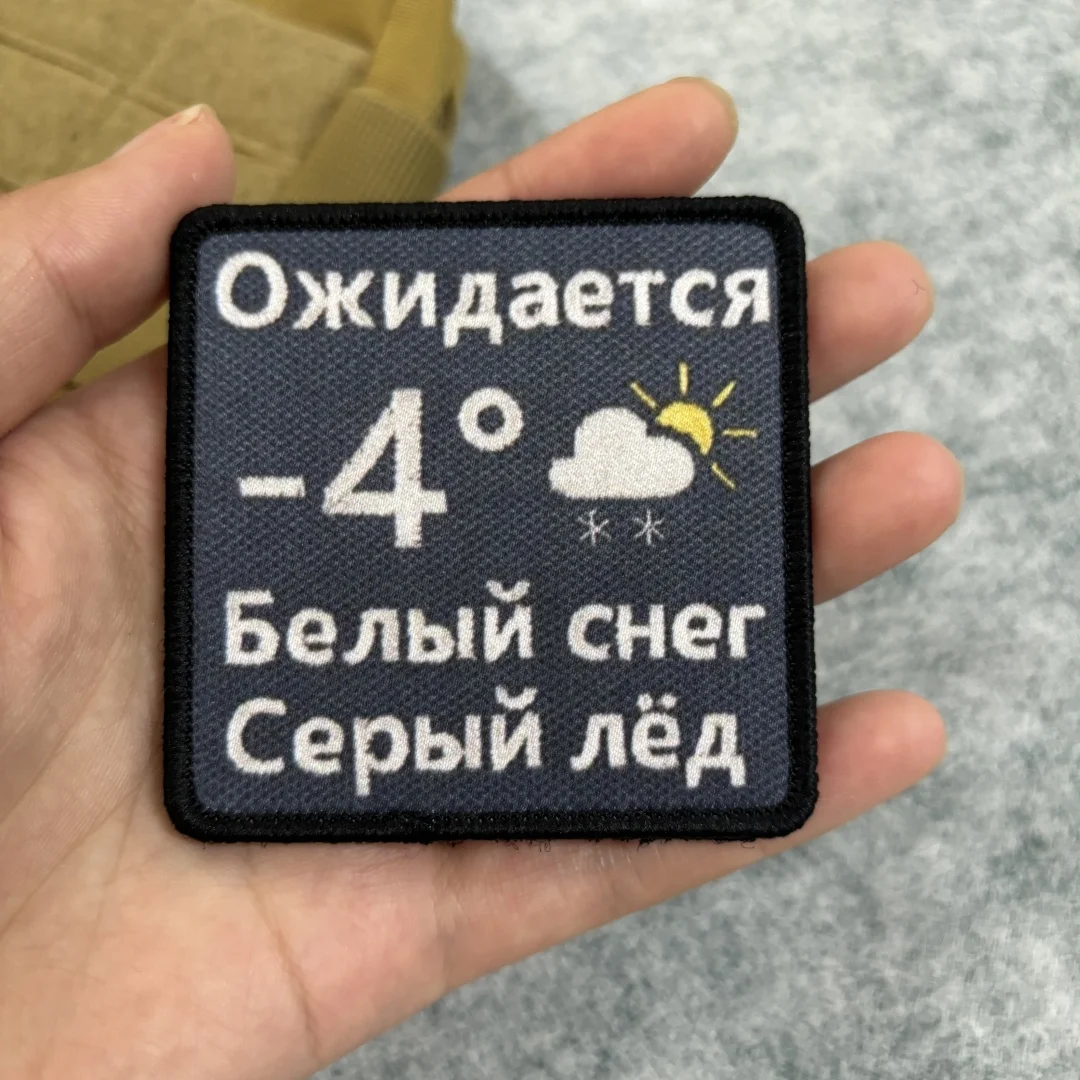 Ожидается
-4°
Белый снег
Серый лёд